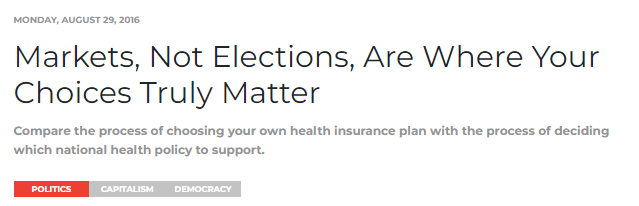 MONDAY, AUGUST 29, 2016
Markets, Not Elections, Are Where Your
Choices Truly Matter
Compare the process of choosing your own health insurance plan with the process of deciding
which national health policy to support.
POLITICS CAPITALISM DEMOCRACY